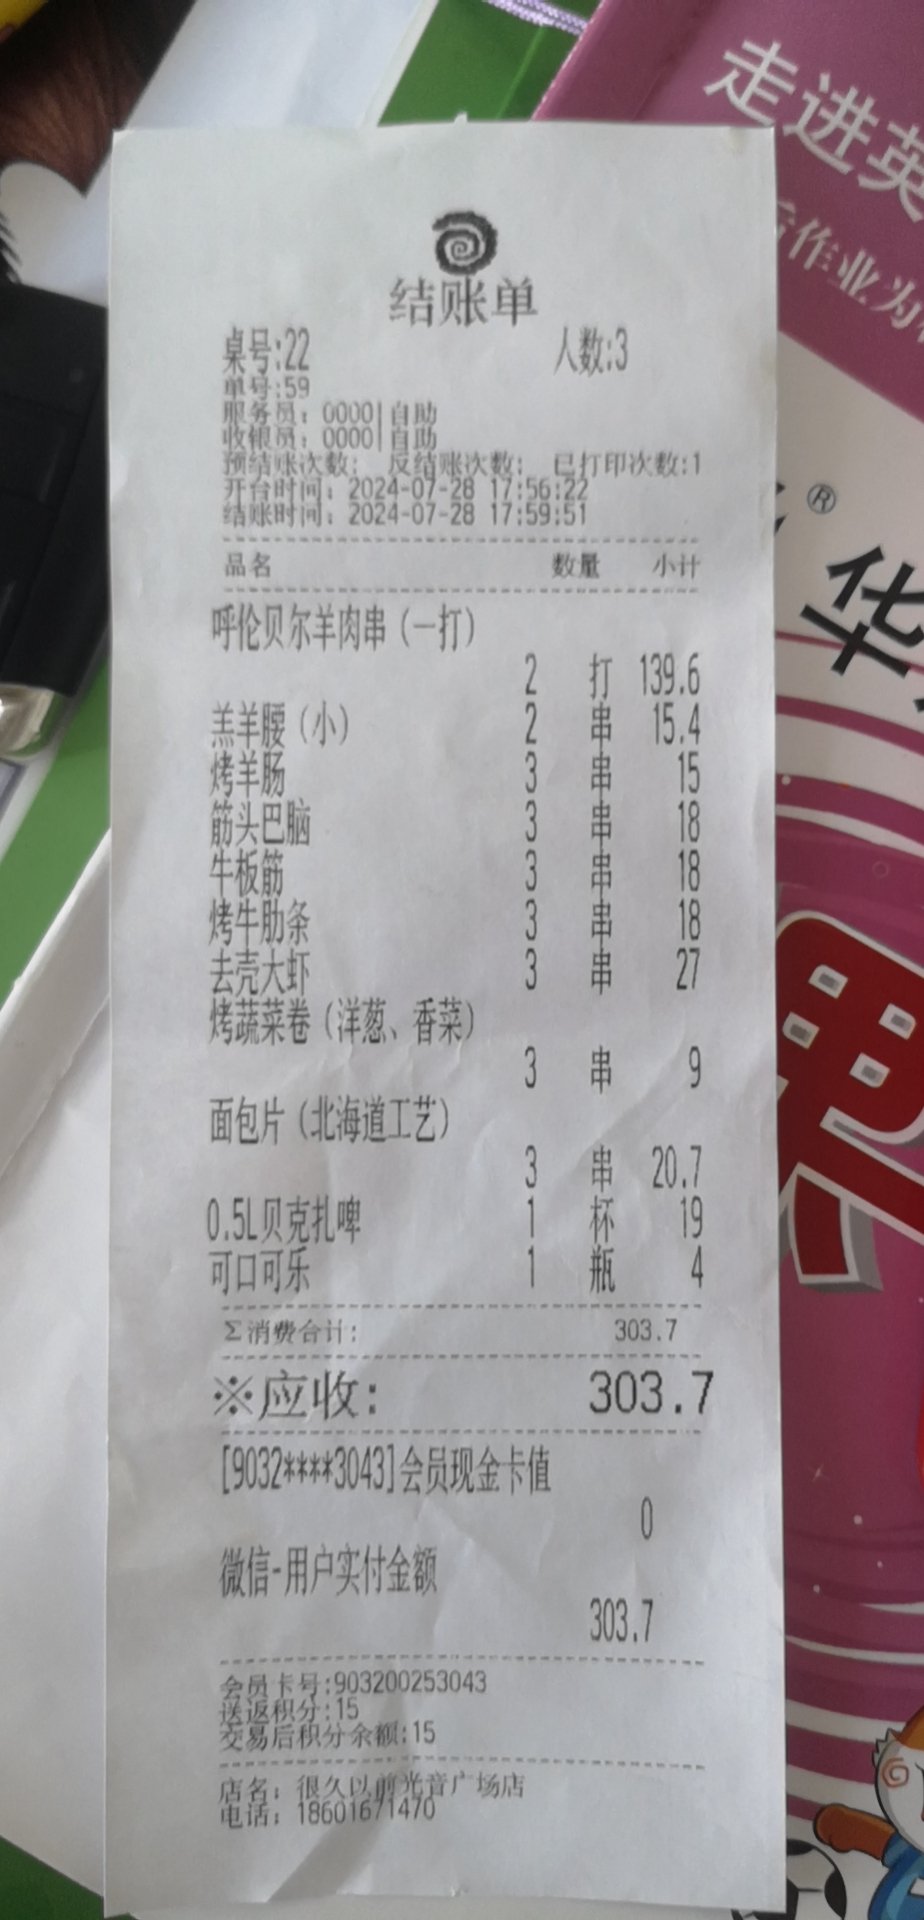 走进英
作业为
®
华
结账单
桌号:22 人数:3
单号:59
服务员: 0000|自助
收银员: 0000|自助
预结账次数: 反结账次数: 已打印次数:1
开台时间: 2024-07-28 17:56:22
结账时间: 2024-07-28 17:59:51
品名 数量 小计
呼伦贝尔羊肉串(一打)
2 打 139.6
羔羊腰(小) 2 串 15.4
烤羊肠 3 串 15
筋头巴脑 3 串 18
牛板筋 3 串 18
烤牛肋条 3 串 18
去壳大虾 3 串 27
烤蔬菜卷(洋葱、香菜)
3 串 9
面包片(北海道工艺)
3 串 20.7
0.5L贝克扎啤 1 杯 19
可口可乐 1 瓶 4
Σ消费合计: 303.7
※应收: 303.7
[9032****3043]会员现金卡值
0
微信-用户实付金额
303.7
会员卡号:903200253043
送返积分:15
交易后积分余额:15
店名: 很久以前光音广场店
电话: 18601671470